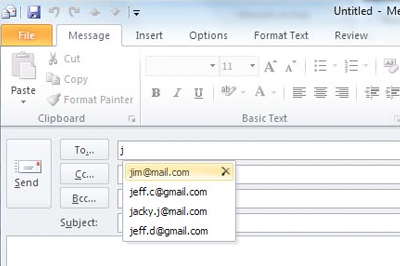 Untitled - Me
File Message Insert Options Format Text Review
Cut
Copy
Format Painter
Paste
11
A A
B I U
Clipboard
Basic Text
To... j
Send
Cc...
Bcc...
Subject:
jim@mail.com
jeff.c@gmail.com
jacky.j@mail.com
jeff.d@gmail.com